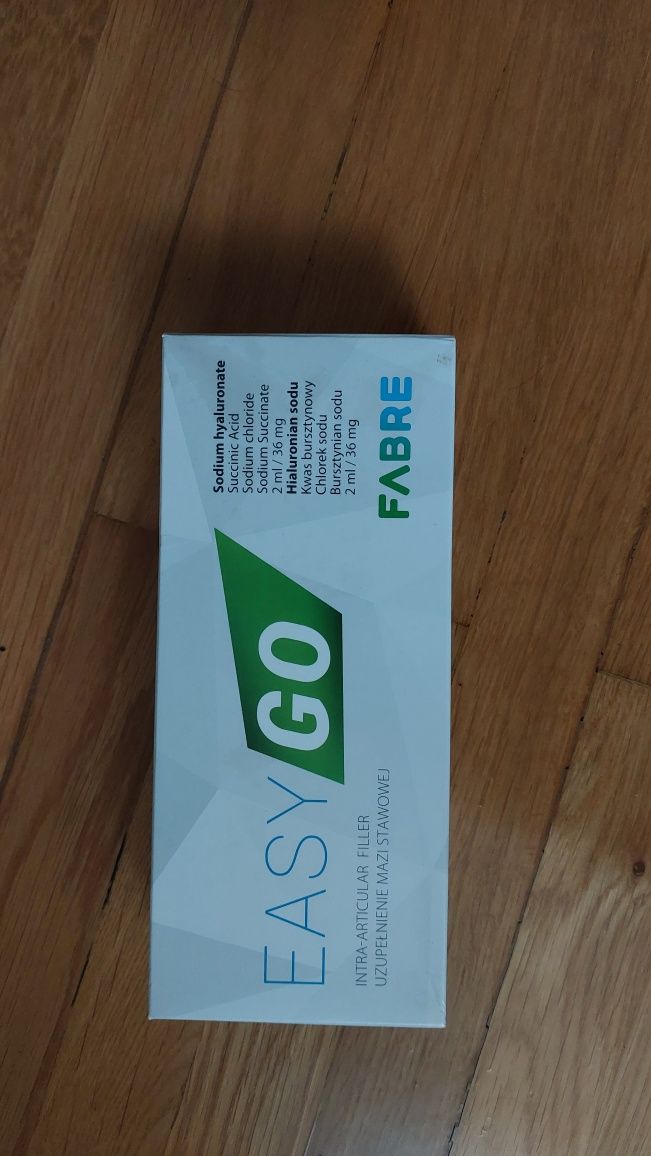 EASY GO
INTRA-ARTICULAR FILLER
UZUPEŁNIENIE MAZI STAWOWEJ
Sodium hyaluronate
Succinic Acid
Sodium chloride
Sodium Succinate
2 ml / 36 mg
Hialuronian sodu
Kwas bursztynowy
Chlorek sodu
Bursztynian sodu
2 ml / 36 mg
FABRE